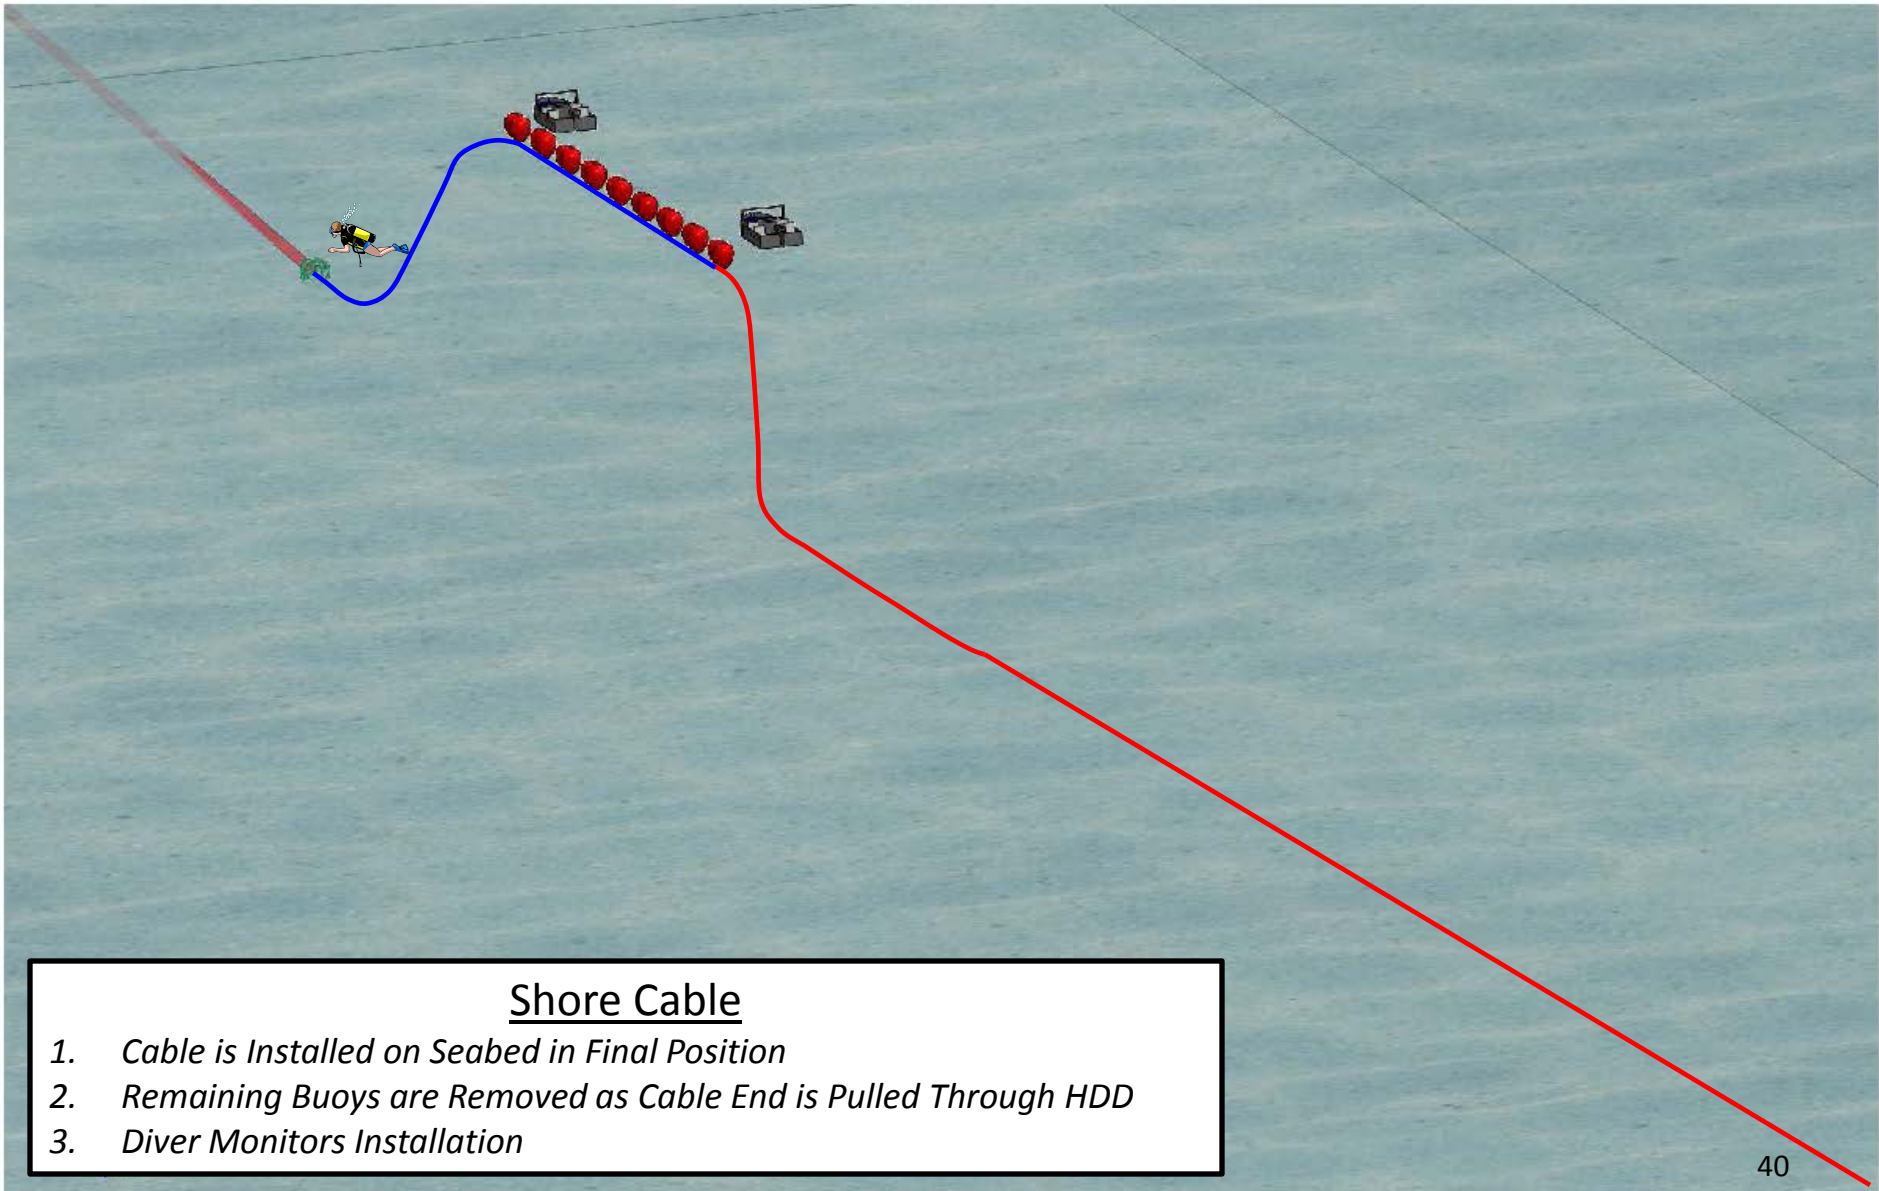 Shore Cable
1. Cable is Installed on Seabed in Final Position
2. Remaining Buoys are Removed as Cable End is Pulled Through HDD
3. Diver Monitors Installation
40